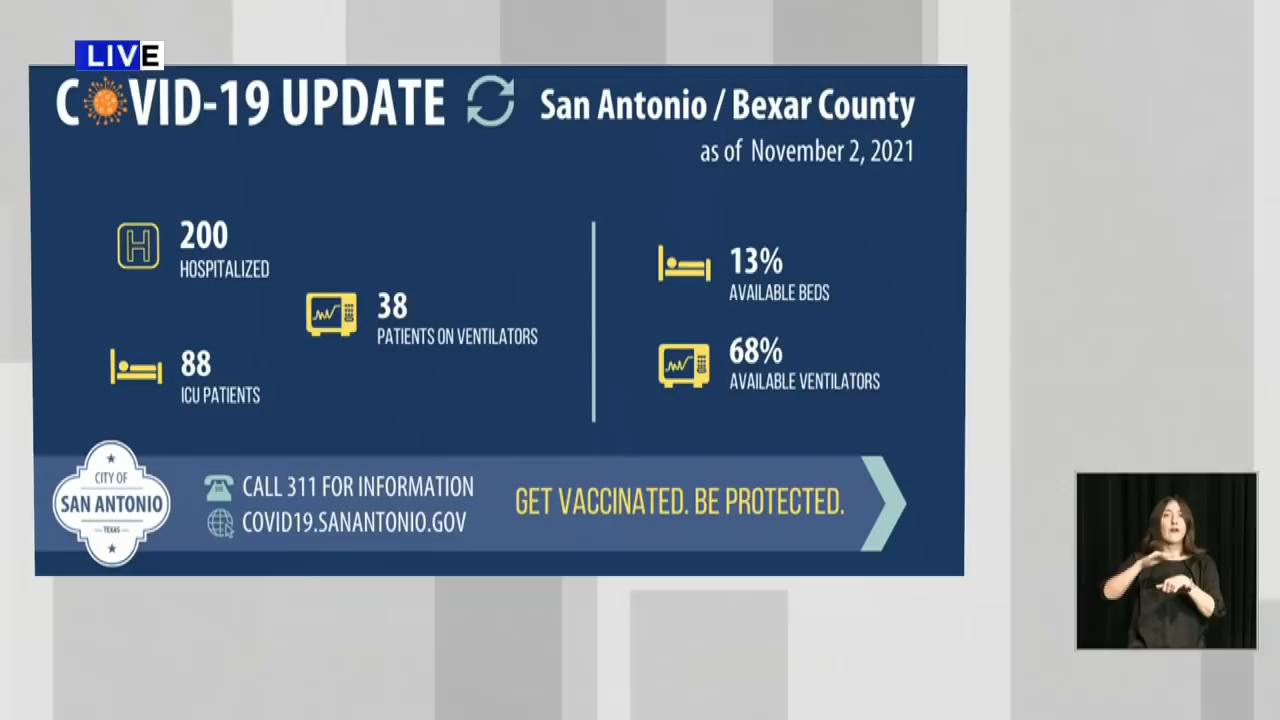 LIVE
COVID-19 UPDATE
San Antonio / Bexar County
as of November 2, 2021
200
HOSPITALIZED
38
PATIENTS ON VENTILATORS
88
ICU PATIENTS
13%
AVAILABLE BEDS
68%
AVAILABLE VENTILATORS
CITY OF
SAN ANTONIO
TEXAS
CALL 311 FOR INFORMATION
COVID19.SANANTONIO.GOV
GET VACCINATED. BE PROTECTED.